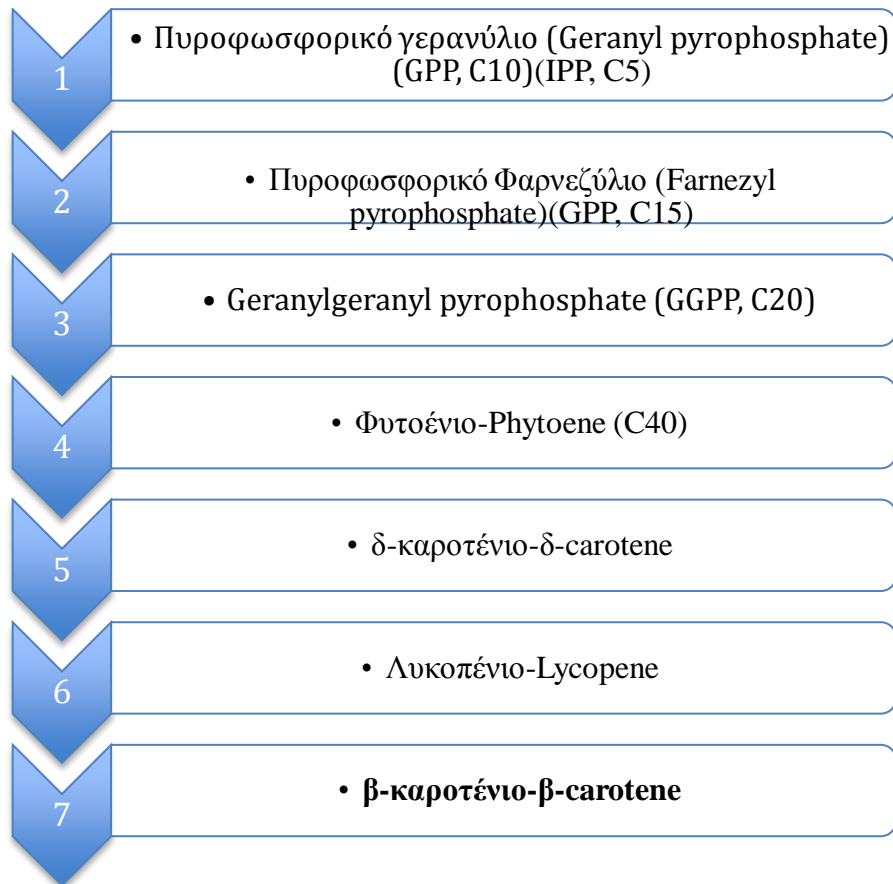 1
• Πυροφωσφορικό γερανύλιο (Geranyl pyrophosphate)
(GPP, C10)(IPP, C5)
2
• Πυροφωσφορικό Φαρνεζύλιο (Farnezyl
pyrophosphate)(GPP, C15)
3
• Geranylgeranyl pyrophosphate (GGPP, C20)
4
• Φυτοένιο-Phytoene (C40)
5
• δ-καροτένιο-δ-carotene
6
• Λυκοπένιο-Lycopene
7
• β-καροτένιο-β-carotene